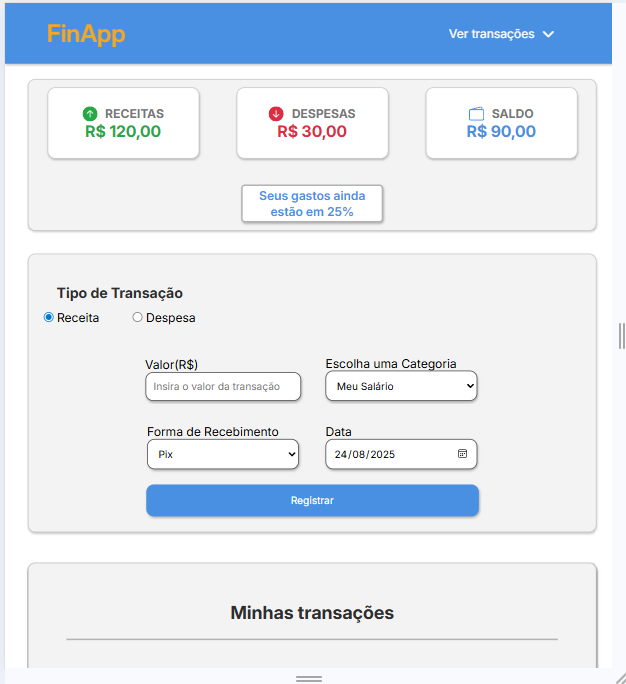 FinApp
Ver transações
RECEITAS
R$ 120,00
DESPESAS
R$ 30,00
SALDO
R$ 90,00
Seus gastos ainda
estão em 25%
Tipo de Transação
Receita
Despesa
Valor(R$)
Insira o valor da transação
Escolha uma Categoria
Meu Salário
Forma de Recebimento
Pix
Data
24/08/2025
Registrar
Minhas transações